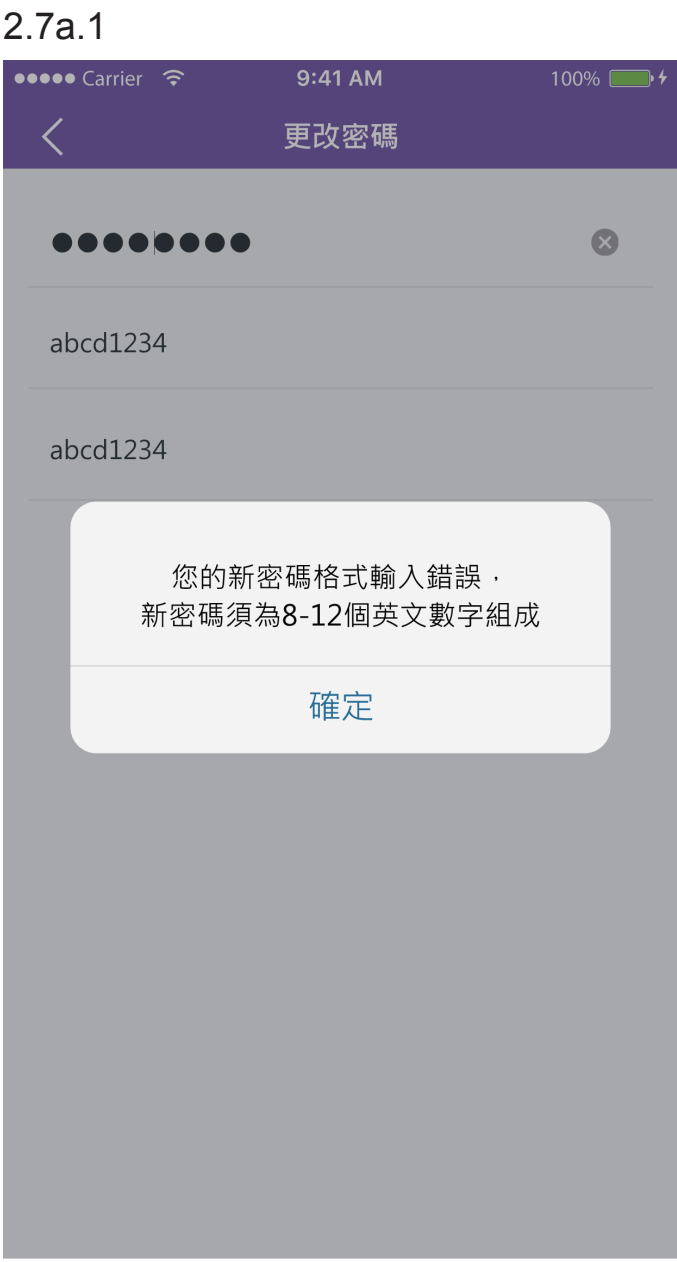 2.7a.1
Carrier 9:41 AM 100%
更改密碼
●●●●●●●●
abcd1234
abcd1234
您的新密碼格式輸入錯誤，
新密碼須為8-12個英文數字組成
確定